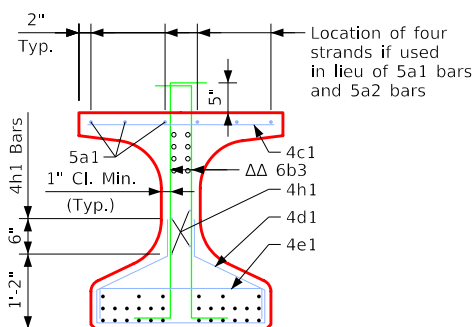 2"
Typ.
Location of four
strands if used
in lieu of 5a1 bars
and 5a2 bars
5"
4h1 Bars
5a1
4c1
1" Cl. Min.
(Typ.)
ΔΔ 6b3
4h1
6"
4d1
4e1
1'-2"